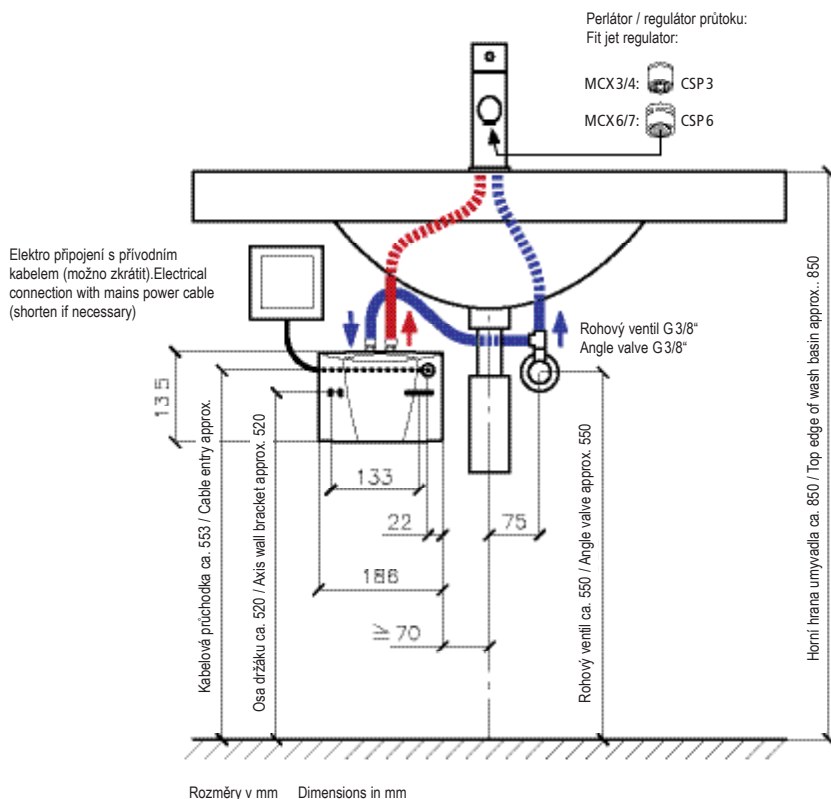 Perlátor / regulátor průtoku:
Fit jet regulator:
MCX3/4: CSP3
MCX6/7: CSP6
Elektro připojení s přívodním
kabelem (možno zkrátit).Electrical
connection with mains power cable
(shorten if necessary)
Rohový ventil G3/8“
Angle valve G3/8”
135
133
22
75
186
≥70
Kabelová průchodka ca. 553 / Cable entry approx.
Osa držáku ca. 520 / Axis wall bracket approx. 520
Rohový ventil ca. 550 / Angle valve approx. 550
Horní hrana umyvadla ca. 850 / Top edge of wash basin approx.. 850
Rozměry v mm Dimensions in mm